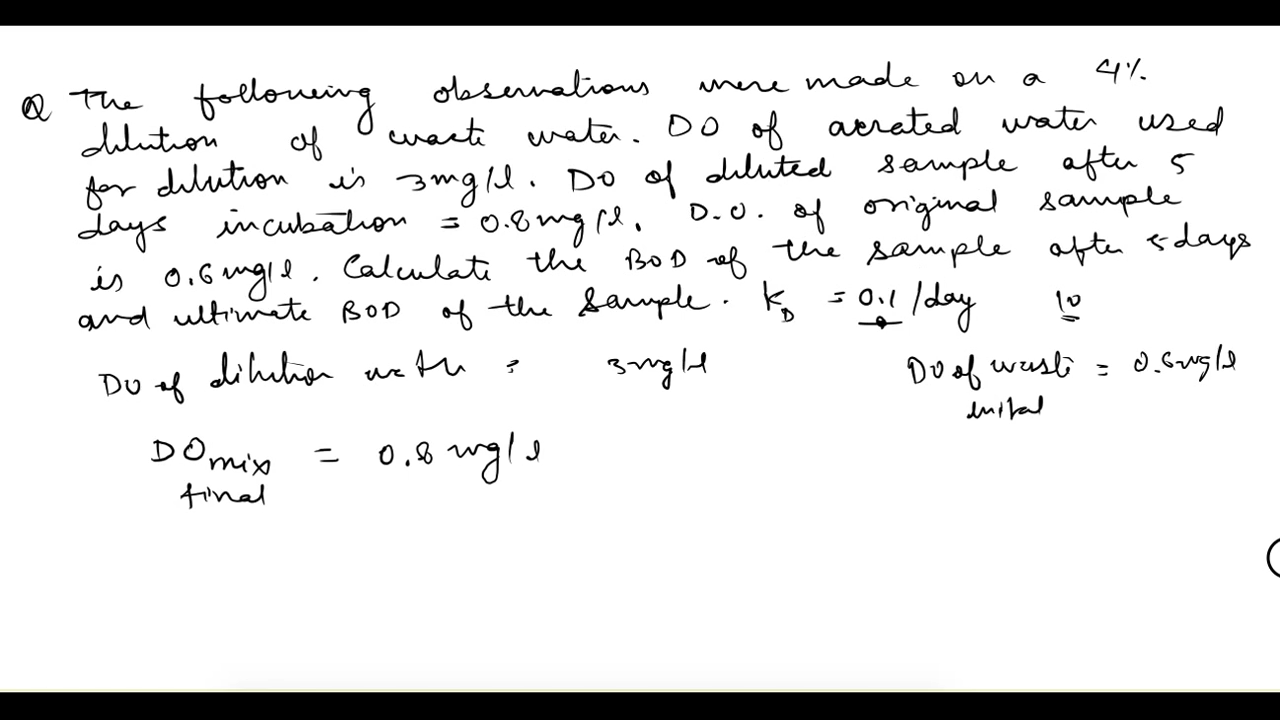 Q The following observations were made on a 4%
dilution of waste water. DO of aerated water used
for dilution is 3mg/l. DO of diluted sample after 5
days incubation = 0.8mg/l. D.O. of original sample
is 0.6mg/l. Calculate the BOD of the sample after 5days
and ultimate BOD of the Sample. KD = 0.1/day 10
DO of dilution = 3mg/l DO of waste = 0.6mg/l
initial
DOmix = 0.8 mg/l
final